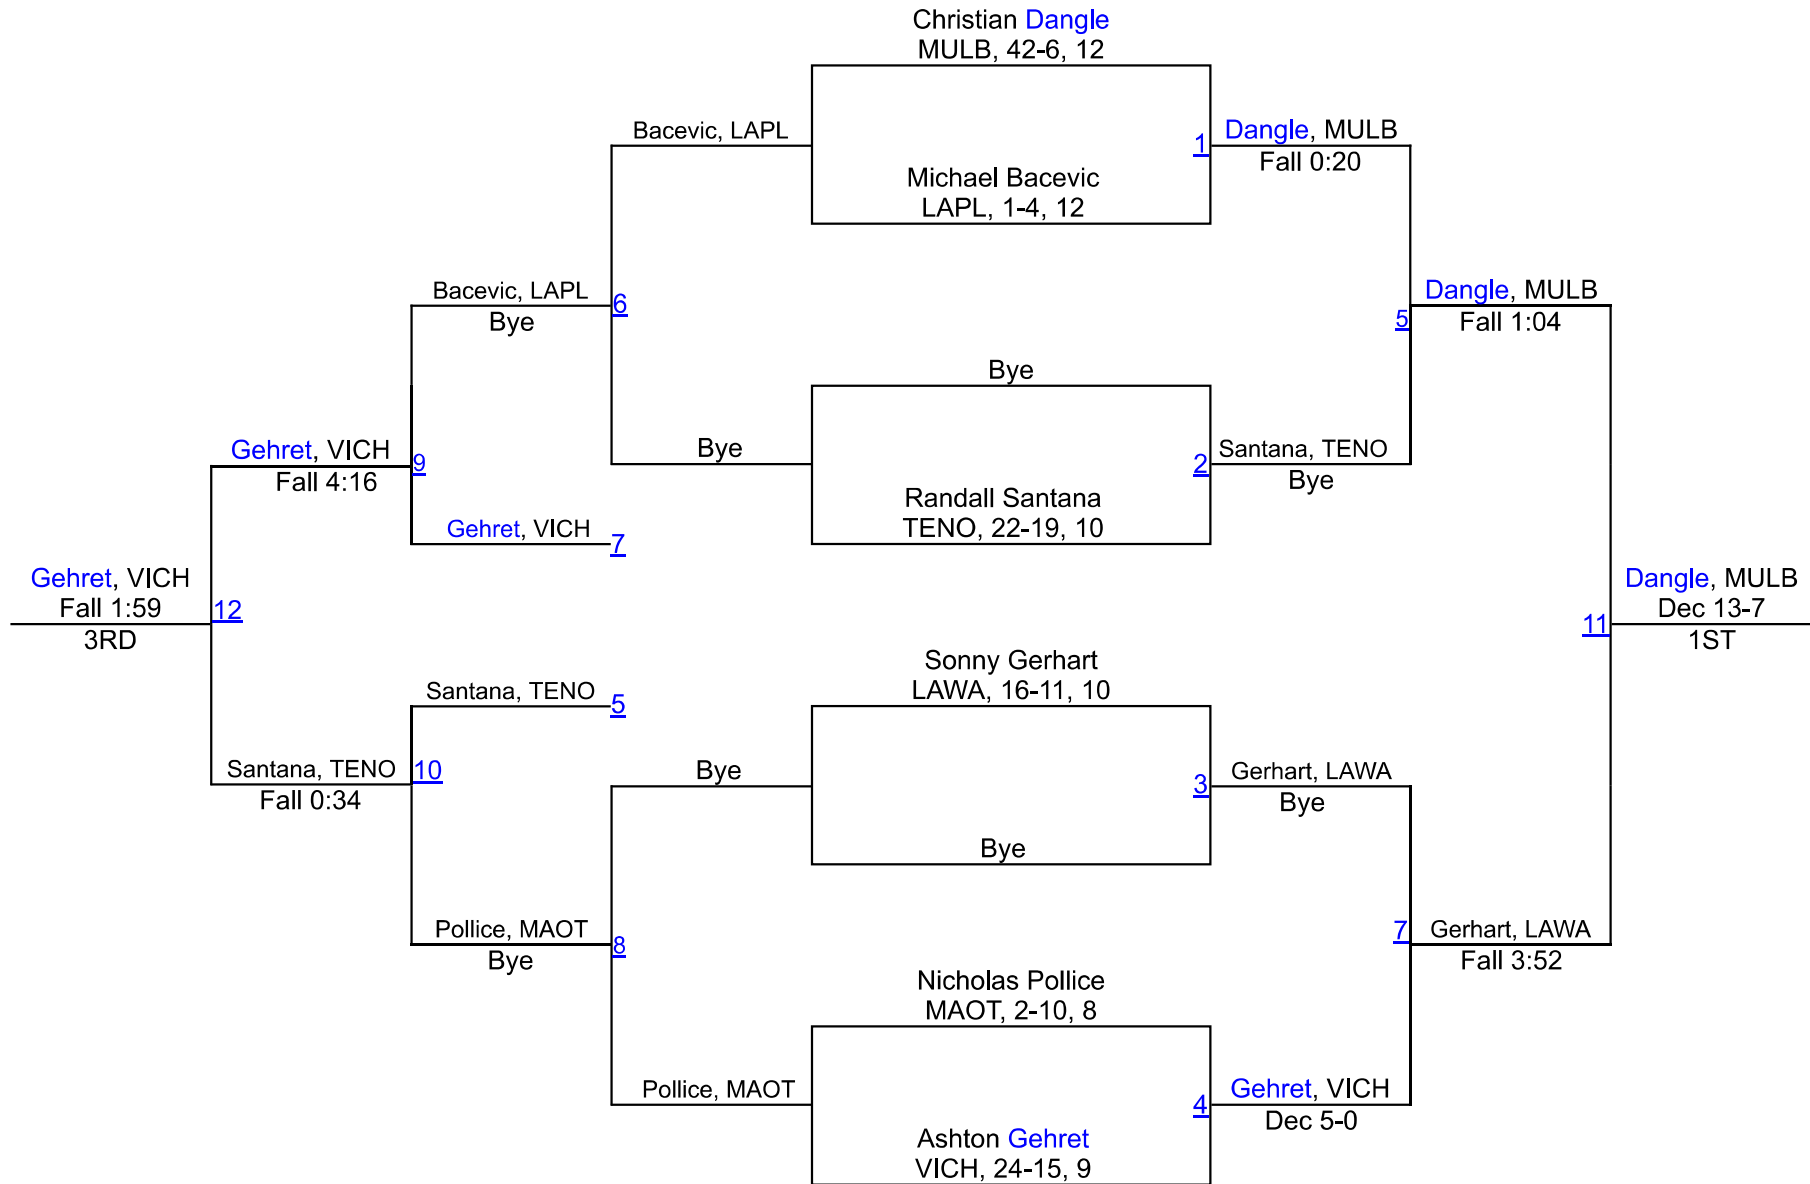 Christian Dangle
MULB, 42-6, 12
Bacevic, LAPL
1
Dangle, MULB
Fall 0:20
Michael Bacevic
LAPL, 1-4, 12
Bacevic, LAPL
Bye
6
Dangle, MULB
Fall 1:04
5
Bye
Gehret, VICH
Fall 4:16
9
Bye
2
Santana, TENO
Bye
Randall Santana
TENO, 22-19, 10
Gehret, VICH
7
Gehret, VICH
Fall 1:59
3RD
12
Dangle, MULB
Dec 13-7
1ST
11
Sonny Gerhart
LAWA, 16-11, 10
Santana, TENO
5
Santana, TENO
Fall 0:34
10
Bye
3
Gerhart, LAWA
Bye
Bye
Pollice, MAOT
Bye
8
7
Gerhart, LAWA
Fall 3:52
Nicholas Pollice
MAOT, 2-10, 8
Pollice, MAOT
4
Gehret, VICH
Dec 5-0
Ashton Gehret
VICH, 24-15, 9